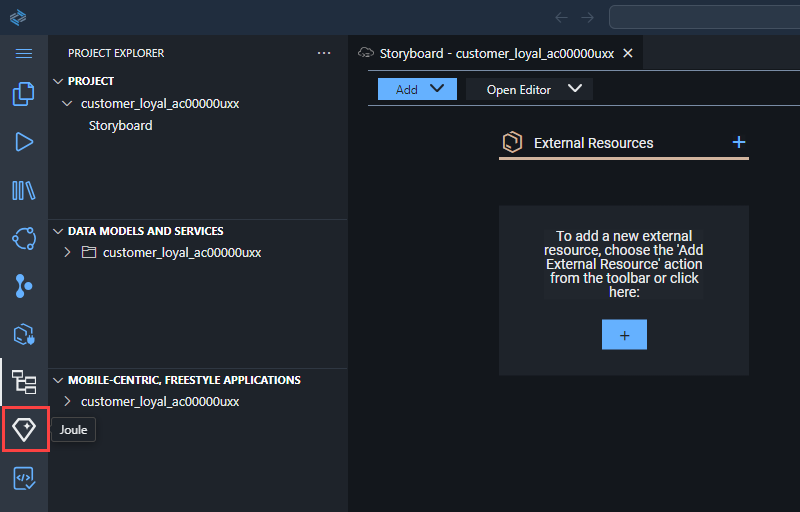 PROJECT EXPLORER
PROJECT
customer_loyal_ac00000uxx
Storyboard
DATA MODELS AND SERVICES
customer_loyal_ac00000uxx
MOBILE-CENTRIC, FREESTYLE APPLICATIONS
customer_loyal_ac00000uxx
Joule
Storyboard - customer_loyal_ac00000uxx
Add
Open Editor
External Resources
To add a new external
resource, choose the 'Add
External Resource' action
from the toolbar or click
here: